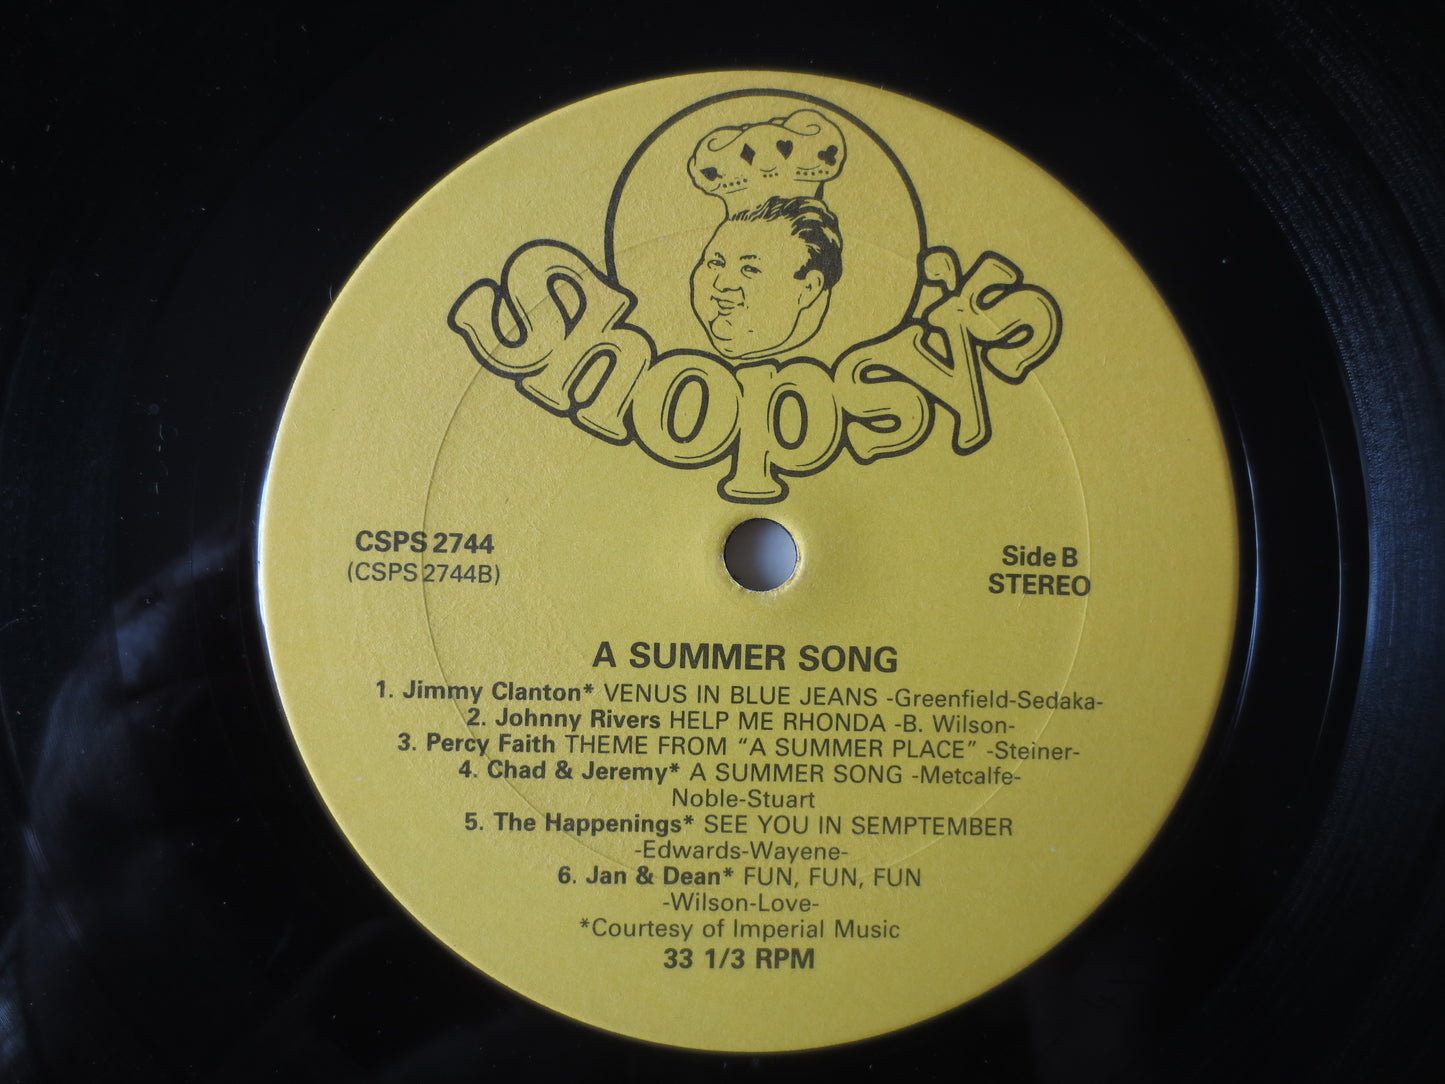 Shopsy's
CSPS 2744
(CSPS 2744B)
Side B
STEREO
A SUMMER SONG
1. Jimmy Clanton* VENUS IN BLUE JEANS -Greenfield-Sedaka-
2. Johnny Rivers HELP ME RHONDA -B. Wilson-
3. Percy Faith THEME FROM “A SUMMER PLACE” -Steiner-
4. Chad & Jeremy* A SUMMER SONG -Metcalfe-
Noble-Stuart
5. The Happenings* SEE YOU IN SEMPTEMBER
-Edwards-Wayene-
6. Jan & Dean* FUN, FUN, FUN
-Wilson-Love-
*Courtesy of Imperial Music
33 1/3 RPM